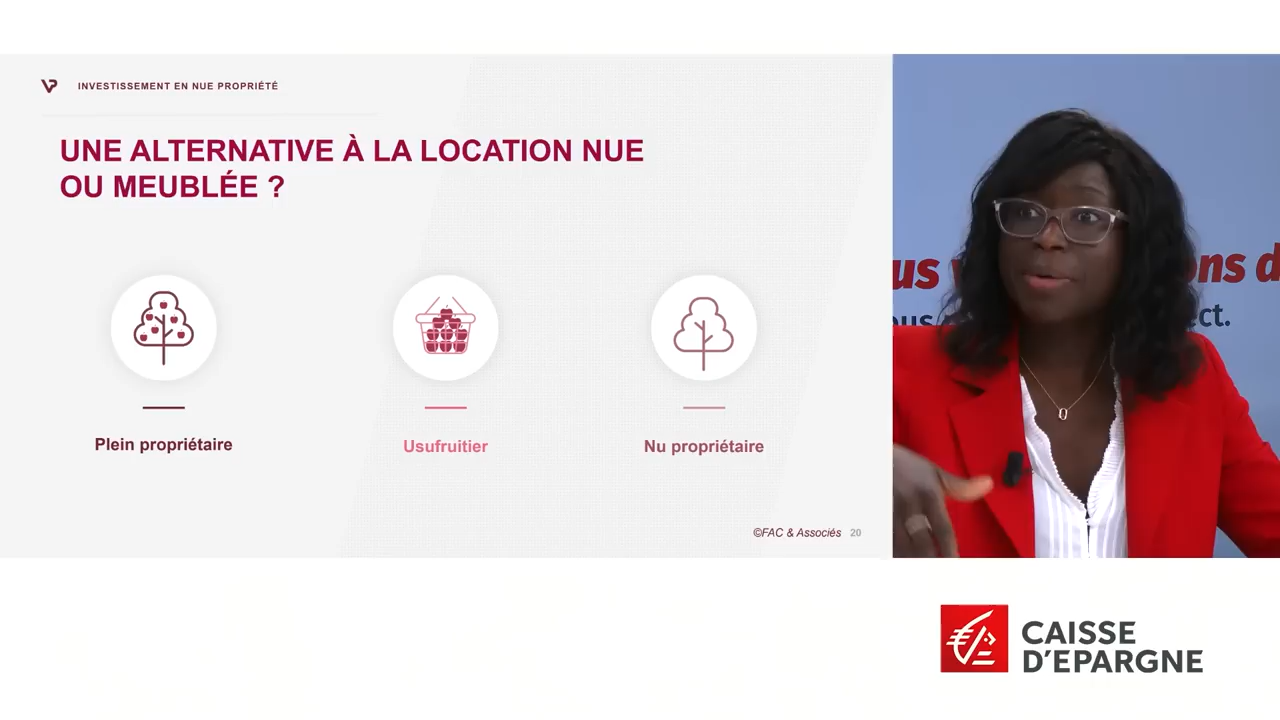 INVESTISSEMENT EN NUE PROPRIÉTÉ
UNE ALTERNATIVE À LA LOCATION NUE
OU MEUBLÉE ?
Plein propriétaire
Usufruitier
Nu propriétaire
©FAC & Associés 20
CAISSE
D'EPARGNE